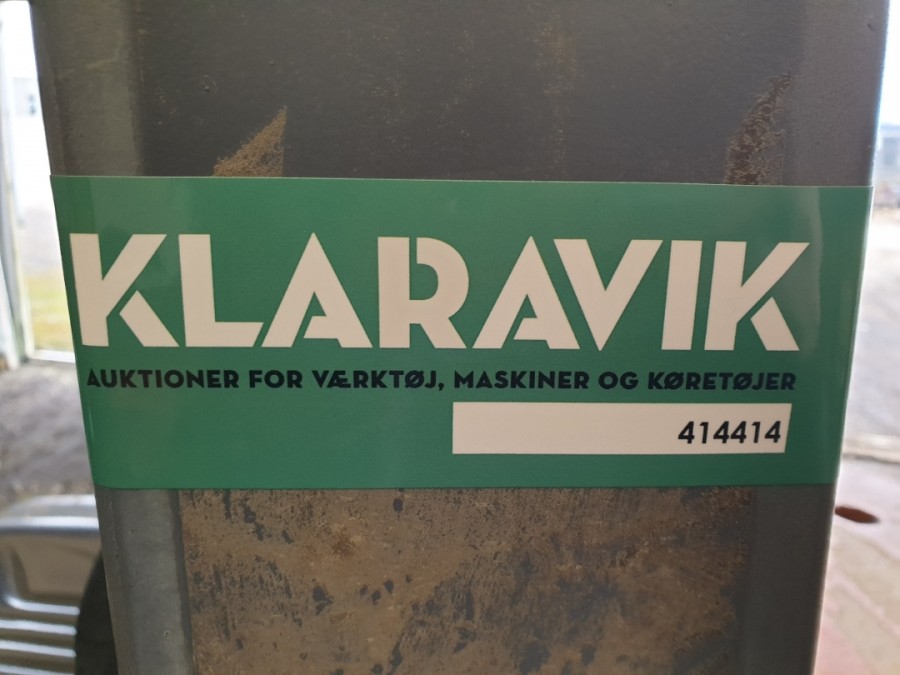 KLARAVIK
AUKTIONER FOR VÆRKTØJ, MASKINER OG KØRETØJER
414414